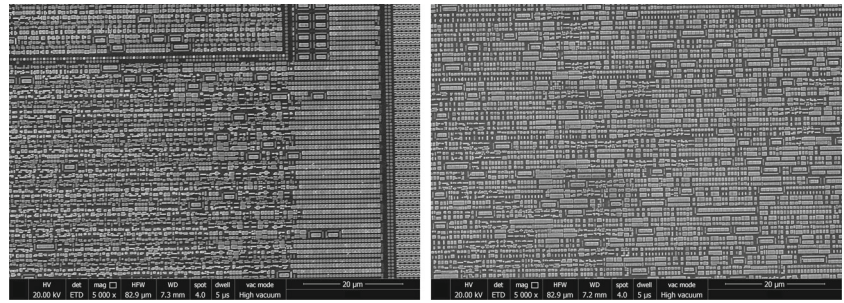 HV det mag HFW WD spot dwell vac mode 20 µm
20.00 kV ETD 5 000 x 82.9 µm 7.3 mm 4.0 5 µs High vacuum
HV det mag HFW WD spot dwell vac mode 20 µm
20.00 kV ETD 5 000 x 82.9 µm 7.2 mm 4.0 5 µs High vacuum